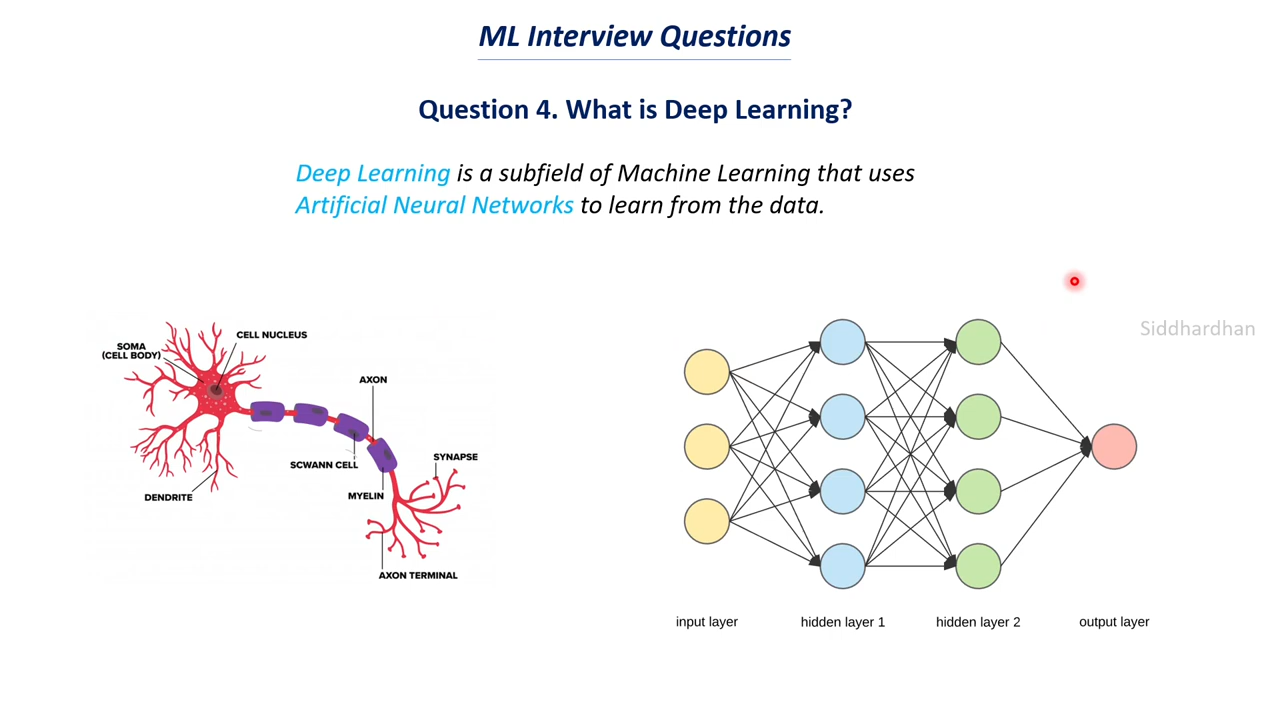 ML Interview Questions
Question 4. What is Deep Learning?
Deep Learning is a subfield of Machine Learning that uses
Artificial Neural Networks to learn from the data.
Siddhardhan
CELL NUCLEUS
SOMA
(CELL BODY)
AXON
SCWANN CELL
SYNAPSE
MYELIN
DENDRITE
AXON TERMINAL
input layer
hidden layer 1
hidden layer 2
output layer